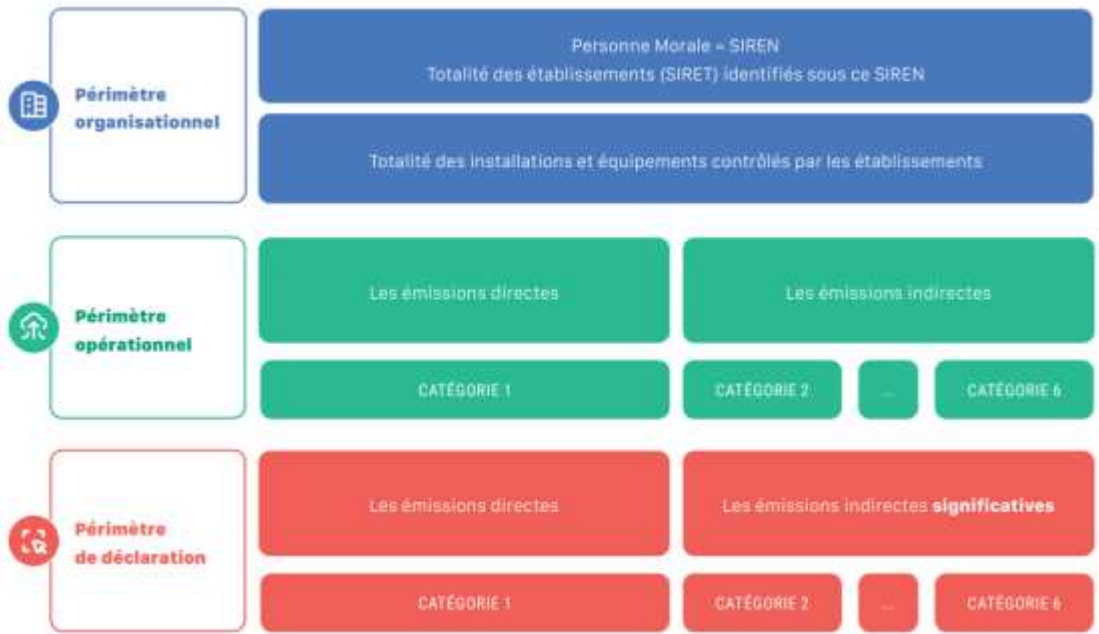 Périmètre
organisationnel
Personne Morale = SIREN
Totalité des établissements (SIRET) identifiés sous ce SIREN
Totalité des installations et équipements contrôlés par les établissements
Périmètre
opérationnel
Les émissions directes
Les émissions indirectes
CATÉGORIE 1
CATÉGORIE 2
...
CATÉGORIE 6
Périmètre
de déclaration
Les émissions directes
Les émissions indirectes significatives
CATÉGORIE 1
CATÉGORIE 2
...
CATÉGORIE 6